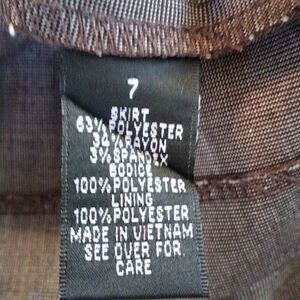 7
SKIRT
63% POLYESTER
34% RAYON
3% SPANDEX
BODICE
100% POLYESTER
LINING
100% POLYESTER
MADE IN VIETNAM
SEE OVER FOR
CARE